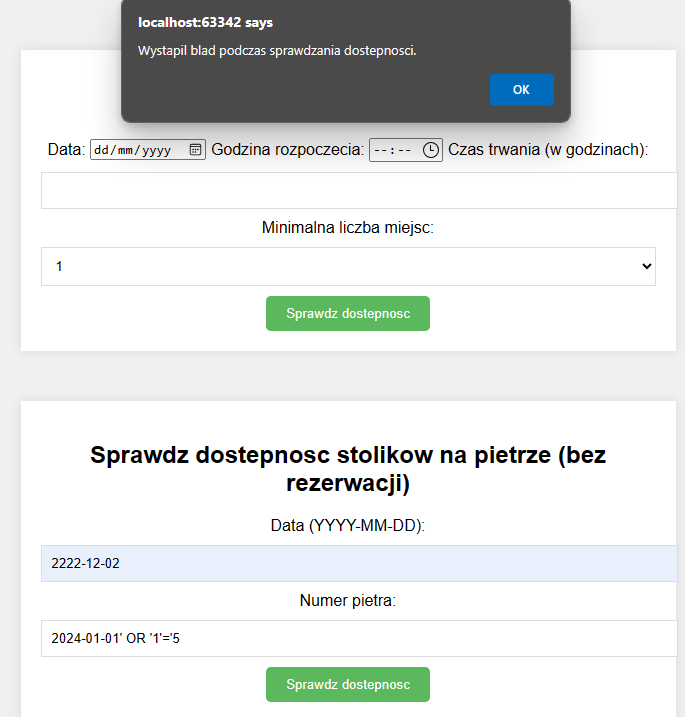 localhost:63342 says
Wystapil blad podczas sprawdzania dostepnosci.
OK
Data: dd/mm/yyyy Godzina rozpoczecia: --:-- Czas trwania (w godzinach):
Minimalna liczba miejsc:
1
Sprawdz dostepnosc
Sprawdz dostepnosc stolikow na pietrze (bez
rezerwacji)
Data (YYYY-MM-DD):
2222-12-02
Numer pietra:
2024-01-01' OR '1'='5
Sprawdz dostepnosc